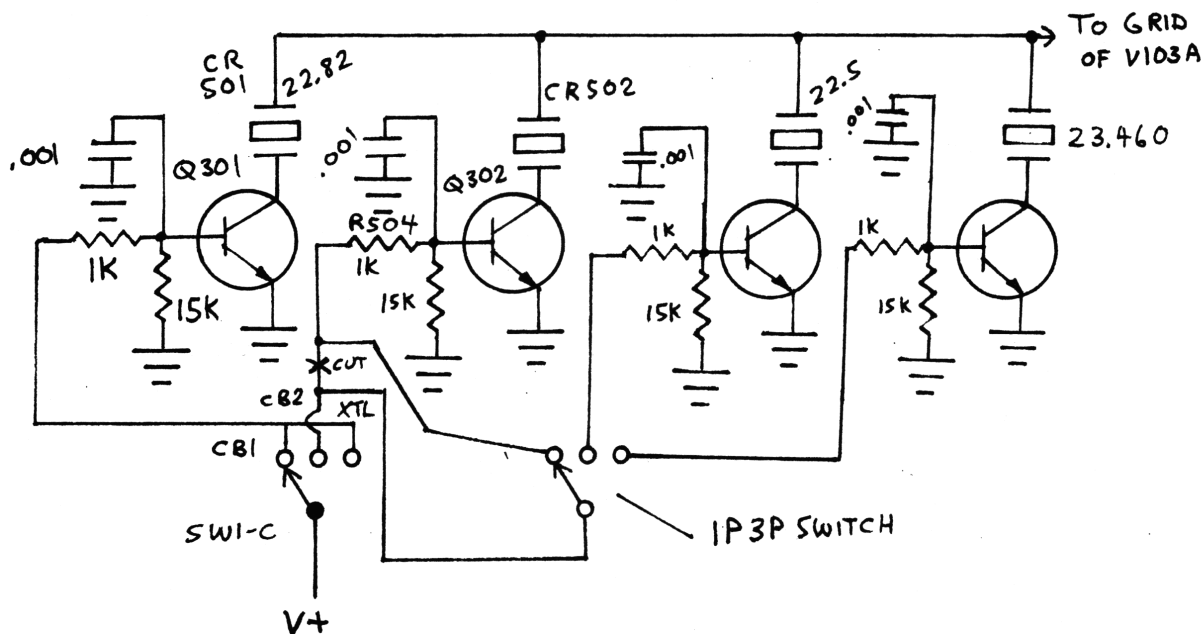 TO GRID
OF V103A
CR
501
22.82
CR502
22.5
23.460
.001
.001
.001
.001
Q301
Q302
R504
1K
1K
1K
1K
15K
15K
15K
15K
CUT
CB2
XTL
CB1
SW1-C
1P3P SWITCH
V+